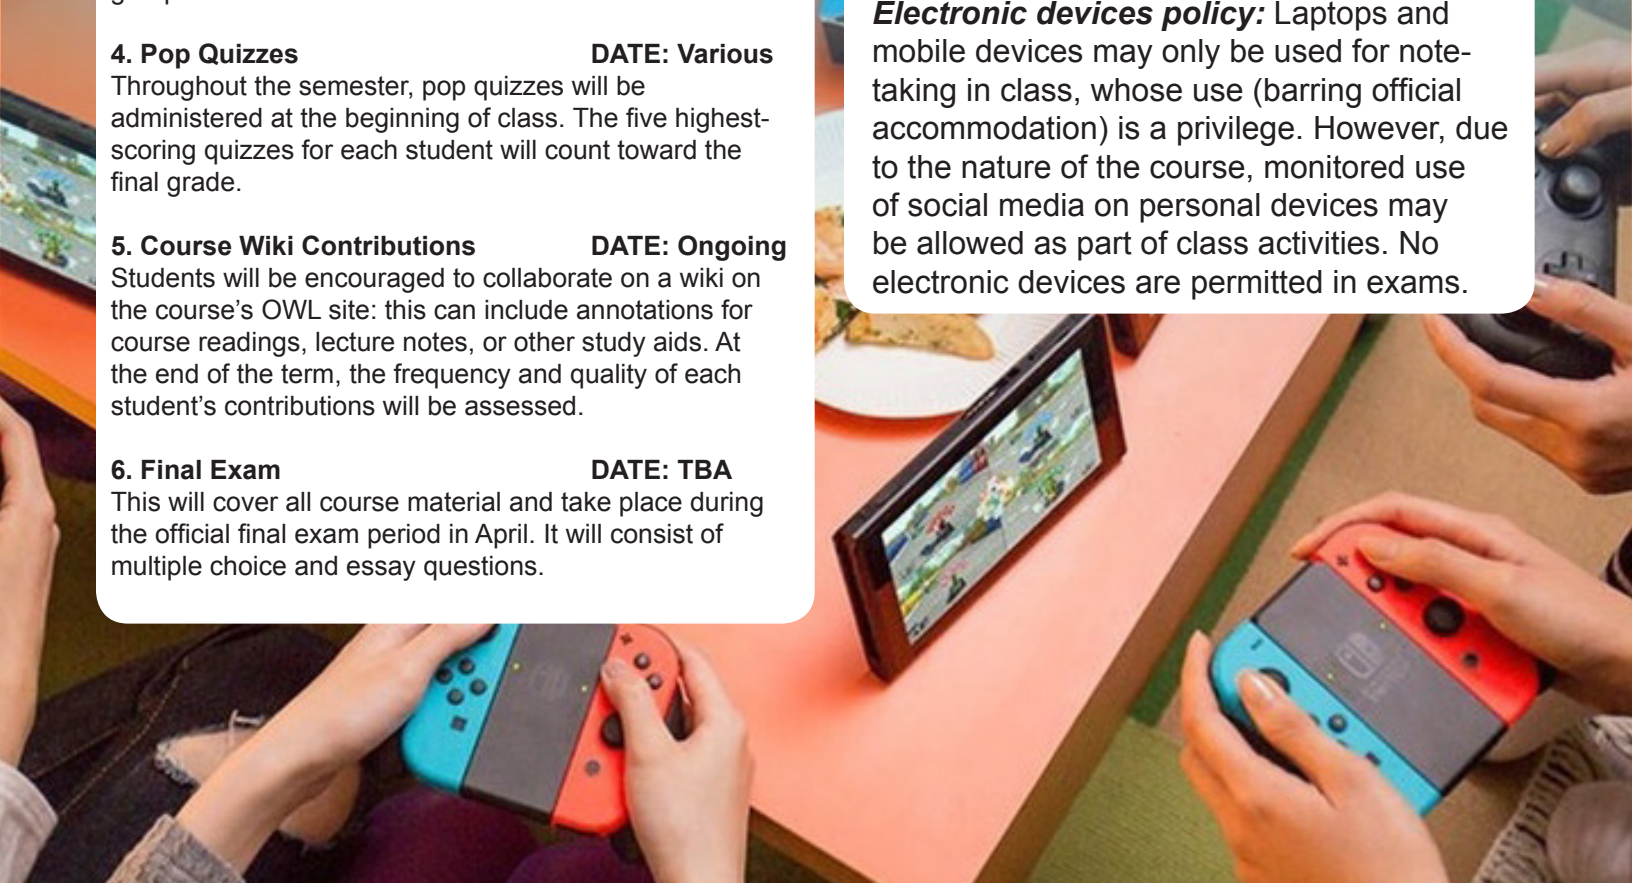 4. Pop Quizzes DATE: Various
Throughout the semester, pop quizzes will be
administered at the beginning of class. The five highest-
scoring quizzes for each student will count toward the
final grade.
5. Course Wiki Contributions DATE: Ongoing
Students will be encouraged to collaborate on a wiki on
the course’s OWL site: this can include annotations for
course readings, lecture notes, or other study aids. At
the end of the term, the frequency and quality of each
student’s contributions will be assessed.
6. Final Exam DATE: TBA
This will cover all course material and take place during
the official final exam period in April. It will consist of
multiple choice and essay questions.
Electronic devices policy: Laptops and
mobile devices may only be used for note-
taking in class, whose use (barring official
accommodation) is a privilege. However, due
to the nature of the course, monitored use
of social media on personal devices may
be allowed as part of class activities. No
electronic devices are permitted in exams.